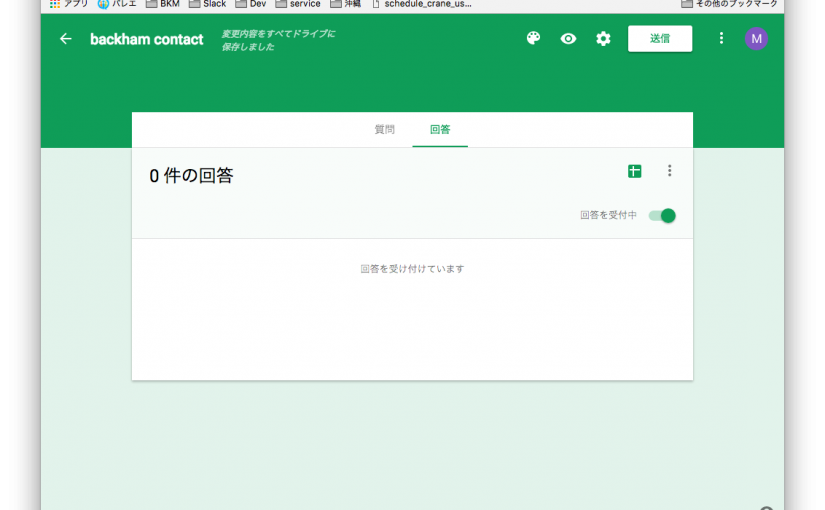 アプリ バレエ BKM Slack Dev service 沖縄 schedule_crane_us... その他のブックマーク
backham contact
変更内容をすべてドライブに
保存しました
送信
M
質問 回答
0 件の回答
回答を受付中
回答を受け付けています